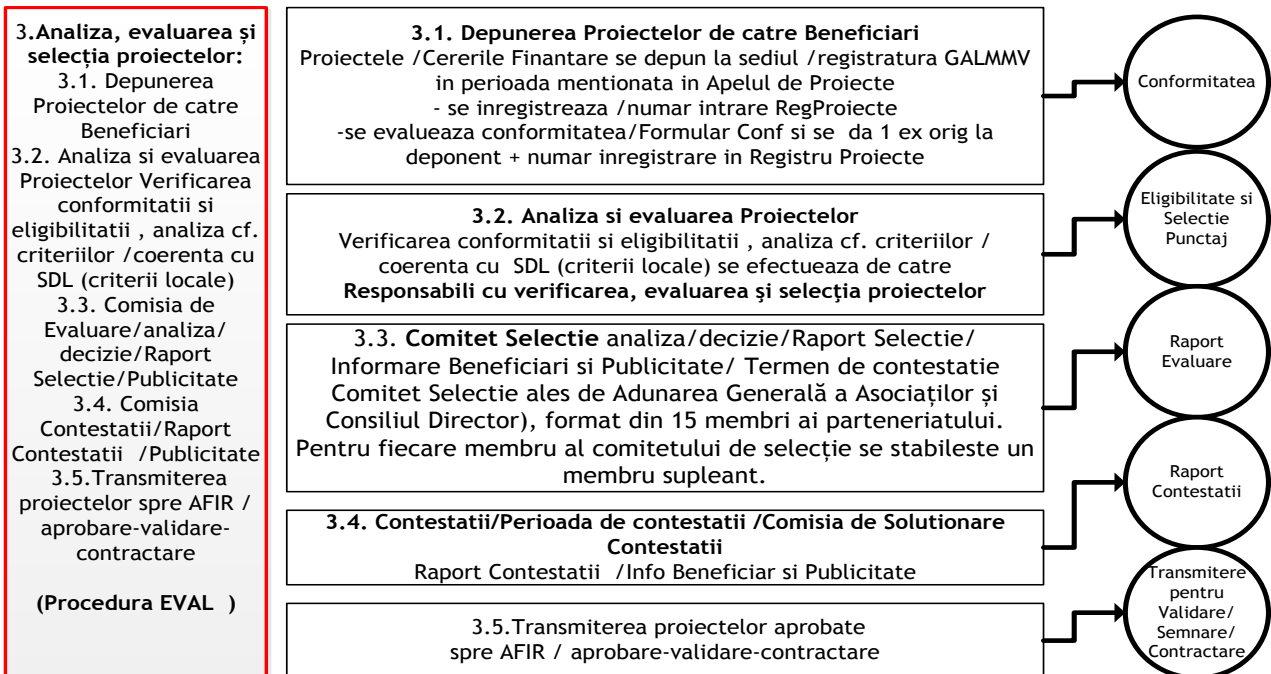 3.Analiza, evaluarea și
selecția proiectelor:
3.1. Depunerea
Proiectelor de catre
Beneficiari
3.2. Analiza si evaluarea
Proiectelor Verificarea
conformitatii si
eligibilitatii , analiza cf.
criteriilor /coerenta cu
SDL (criterii locale)
3.3. Comisia de
Evaluare/analiza/
decizie/Raport
Selectie/Publicitate
3.4. Comisia
Contestatii/Raport
Contestatii /Publicitate
3.5.Transmiterea
proiectelor spre AFIR /
aprobare-validare-
contractare
(Procedura EVAL )
3.1. Depunerea Proiectelor de catre Beneficiari
Proiectele /Cererile Finantare se depun la sediul /registratura GALMMV
in perioada mentionata in Apelul de Proiecte
- se inregistreaza /numar intrare RegProiecte
-se evalueaza conformitatea/Formular Conf si se da 1 ex orig la
deponent + numar inregistrare in Registru Proiecte
Conformitatea
3.2. Analiza si evaluarea Proiectelor
Verificarea conformitatii si eligibilitatii , analiza cf. criteriilor /
coerenta cu SDL (criterii locale) se efectueaza de catre
Responsabili cu verificarea, evaluarea şi selecţia proiectelor
Eligibilitate si
Selectie
Punctaj
3.3. Comitet Selectie analiza/decizie/Raport Selectie/
Informare Beneficiari si Publicitate/ Termen de contestatie
Comitet Selectie ales de Adunarea Generală a Asociaților și
Consiliul Director), format din 15 membri ai parteneriatului.
Pentru fiecare membru al comitetului de selecție se stabileste un
membru supleant.
Raport
Evaluare
3.4. Contestatii/Perioada de contestatii /Comisia de Solutionare
Contestatii
Raport Contestatii /Info Beneficiar si Publicitate
Raport
Contestatii
3.5.Transmiterea proiectelor aprobate
spre AFIR / aprobare-validare-contractare
Transmitere
pentru
Validare/
Semnare/
Contractare